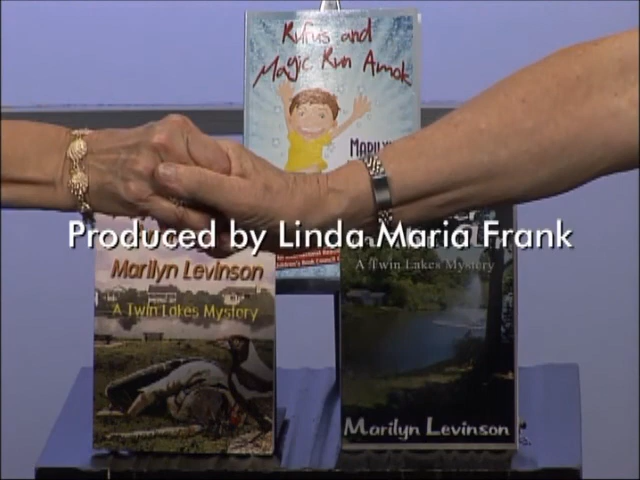 Rufus and
Magic Run Amok
Produced by Linda Maria Frank
Marilyn Levinson
A Twin Lakes Mystery
A Twin Lakes Mystery
Marilyn Levinson